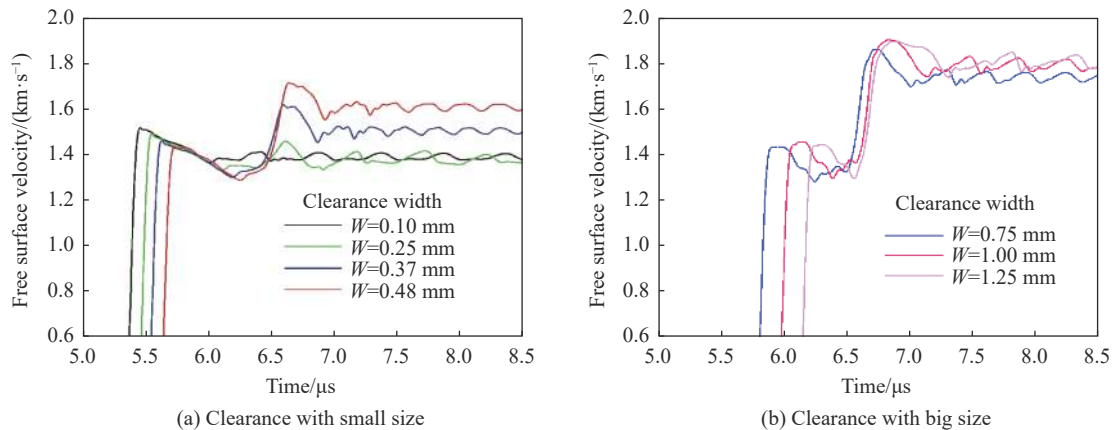 2.0
1.8
1.6
1.4
1.2
1.0
0.8
0.6
Free surface velocity/(km·s⁻¹)
Clearance width
W=0.10 mm
W=0.25 mm
W=0.37 mm
W=0.48 mm
5.0 5.5 6.0 6.5 7.0 7.5 8.0 8.5
Time/μs
(a) Clearance with small size
2.0
1.8
1.6
1.4
1.2
1.0
0.8
0.6
Free surface velocity/(km·s⁻¹)
Clearance width
W=0.75 mm
W=1.00 mm
W=1.25 mm
5.0 5.5 6.0 6.5 7.0 7.5 8.0 8.5
Time/μs
(b) Clearance with big size